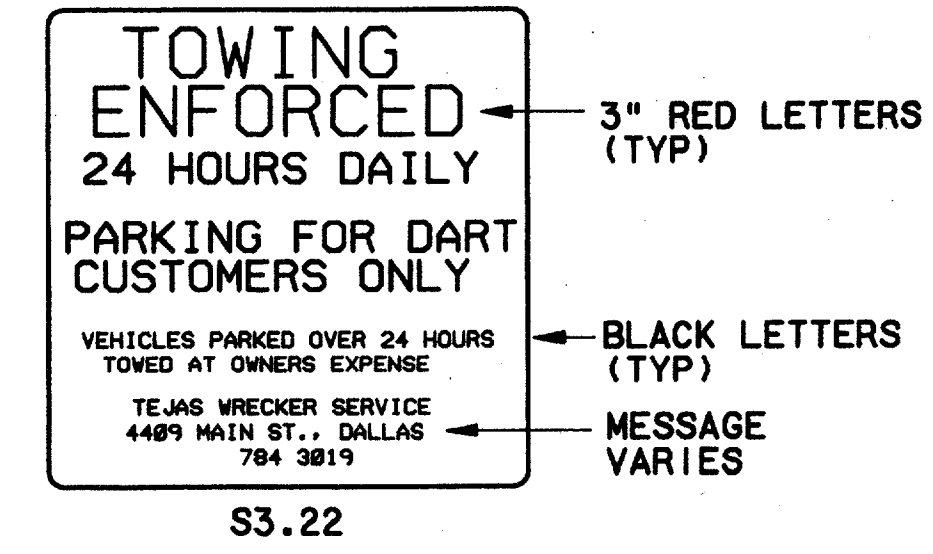 TOWING
ENFORCED
24 HOURS DAILY
PARKING FOR DART
CUSTOMERS ONLY
VEHICLES PARKED OVER 24 HOURS
TOWED AT OWNERS EXPENSE
TEJAS WRECKER SERVICE
4409 MAIN ST., DALLAS
784 3019
3" RED LETTERS
(TYP)
BLACK LETTERS
(TYP)
MESSAGE
VARIES
S3.22